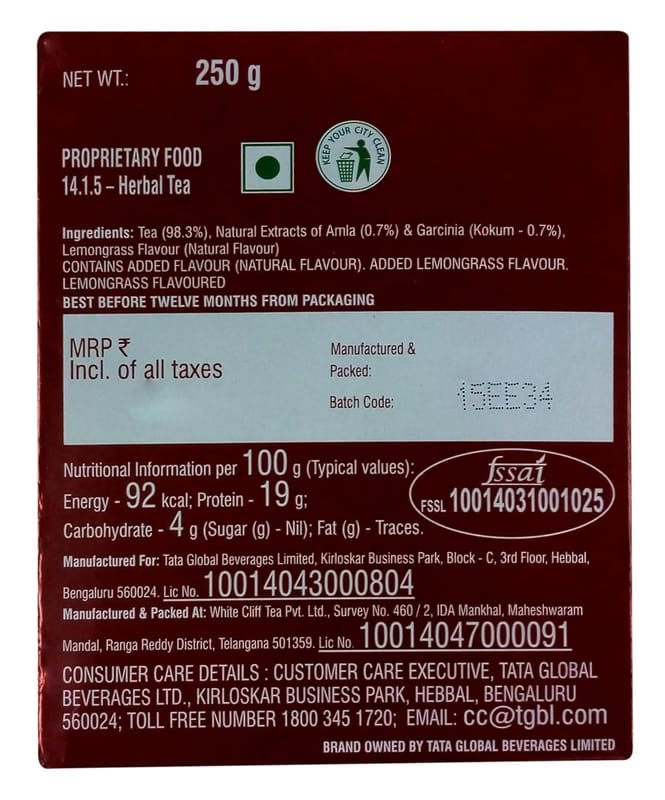 NET WT.: 250 g
KEEP YOUR CITY CLEAN
PROPRIETARY FOOD
14.1.5 – Herbal Tea
Ingredients: Tea (98.3%), Natural Extracts of Amla (0.7%) & Garcinia (Kokum - 0.7%),
Lemongrass Flavour (Natural Flavour)
CONTAINS ADDED FLAVOUR (NATURAL FLAVOUR). ADDED LEMONGRASS FLAVOUR.
LEMONGRASS FLAVOURED
BEST BEFORE TWELVE MONTHS FROM PACKAGING
MRP ₹
Incl. of all taxes
Manufactured &
Packed:
Batch Code: 15EE34
Nutritional Information per 100 g (Typical values):
Energy - 92 kcal; Protein - 19 g;
Carbohydrate - 4 g (Sugar (g) - Nil); Fat (g) - Traces.
fssai
FSSL 10014031001025
Manufactured For: Tata Global Beverages Limited, Kirloskar Business Park, Block - C, 3rd Floor, Hebbal,
Bengaluru 560024. Lic No. 10014043000804
Manufactured & Packed At: White Cliff Tea Pvt. Ltd., Survey No. 460 / 2, IDA Mankhal, Maheshwaram
Mandal, Ranga Reddy District, Telangana 501359. Lic No. 10014047000091
CONSUMER CARE DETAILS : CUSTOMER CARE EXECUTIVE, TATA GLOBAL
BEVERAGES LTD., KIRLOSKAR BUSINESS PARK, HEBBAL, BENGALURU
560024; TOLL FREE NUMBER 1800 345 1720; EMAIL: cc@tgbl.com
BRAND OWNED BY TATA GLOBAL BEVERAGES LIMITED